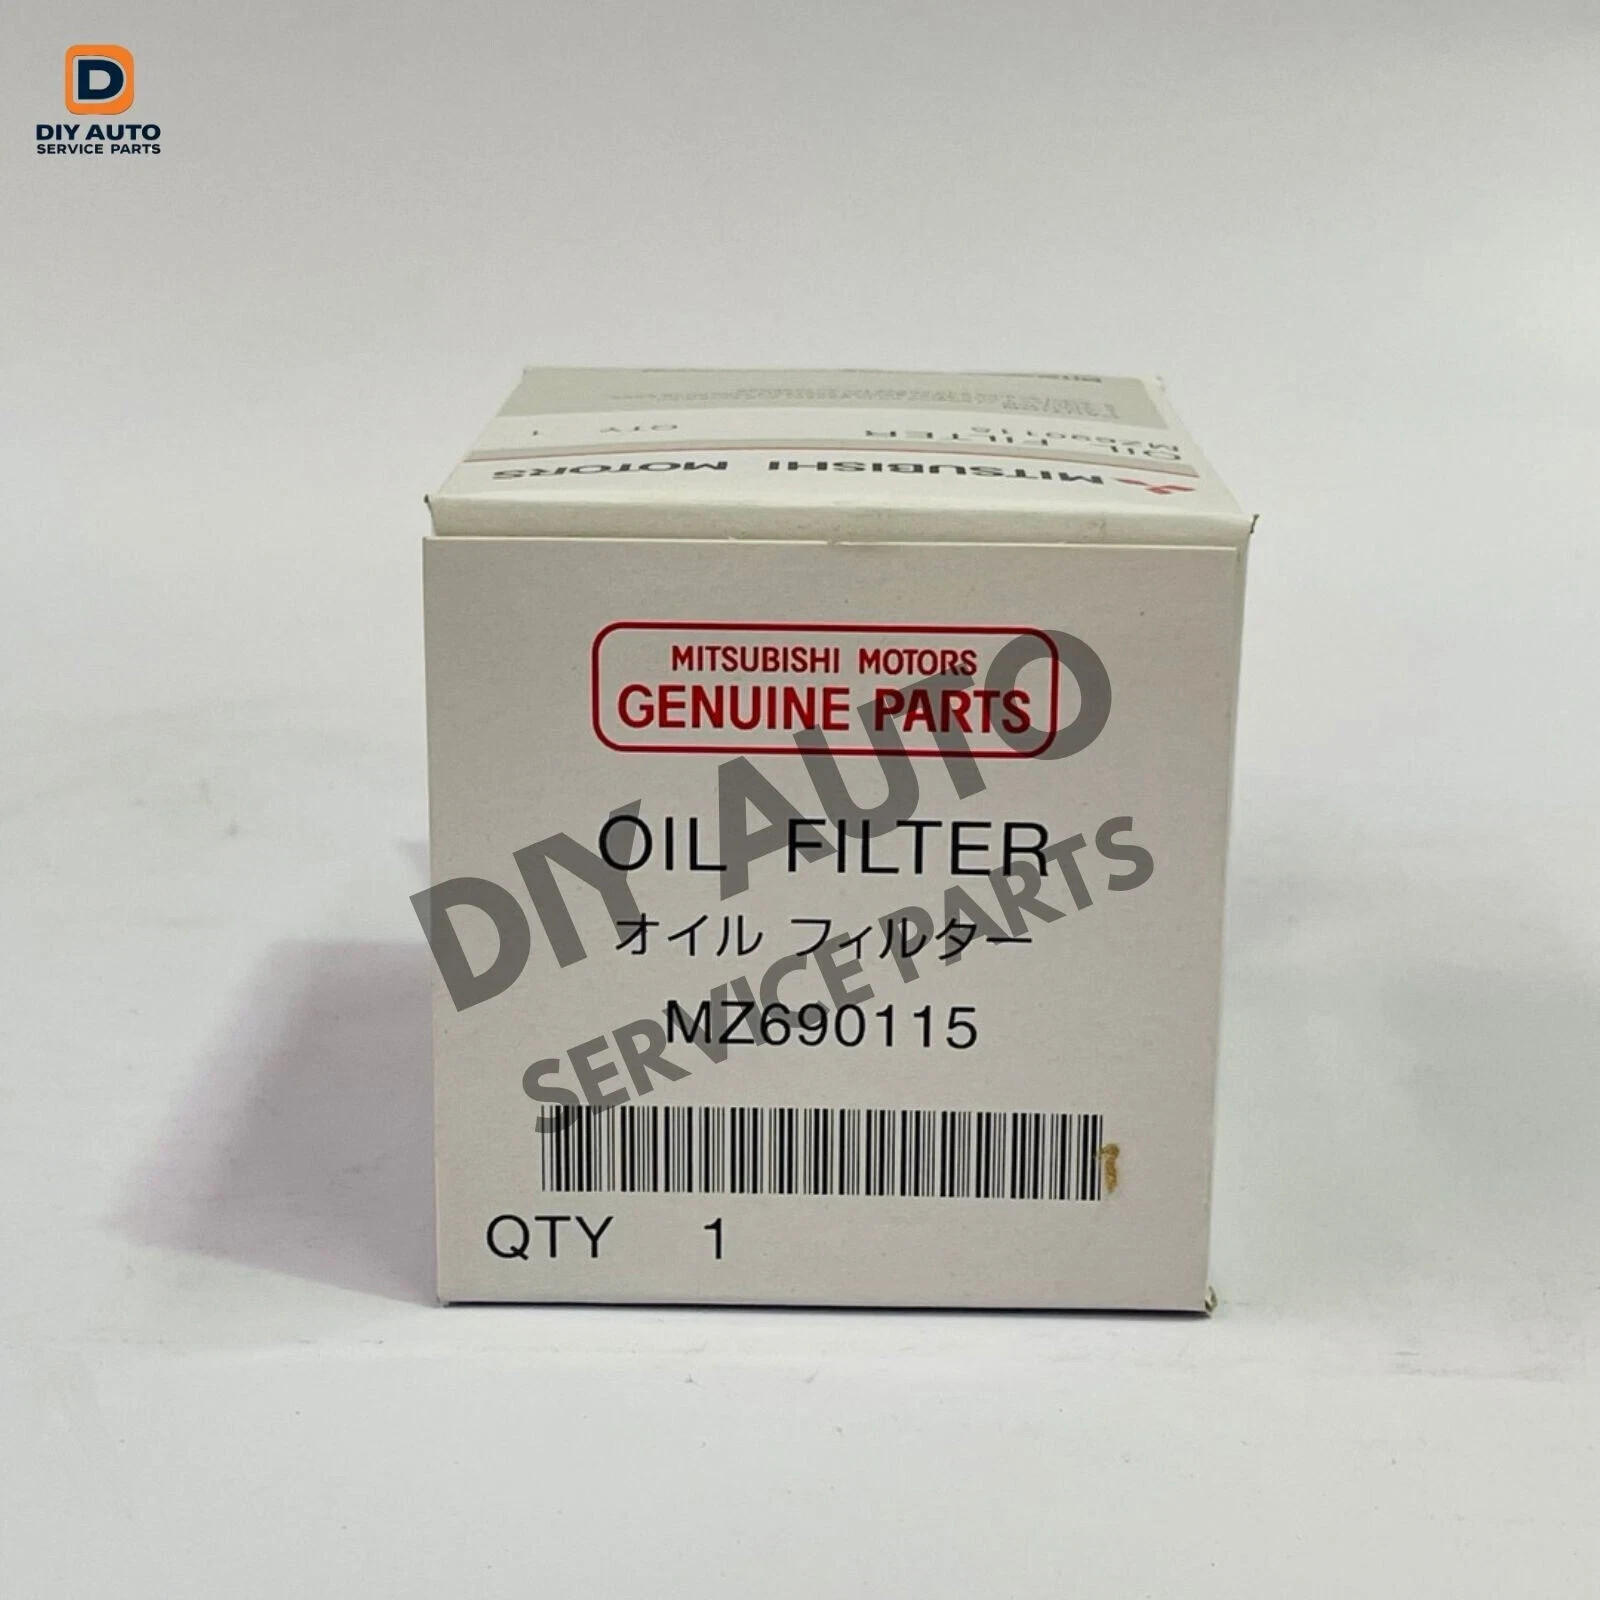 D
DIY AUTO
SERVICE PARTS
OIL FILTER
MZ690115
QTY 1
MITSUBISHI MOTORS
MITSUBISHI MOTORS
GENUINE PARTS
OIL FILTER
オイル フィルター
MZ690115
QTY 1
DIY AUTO
SERVICE PARTS